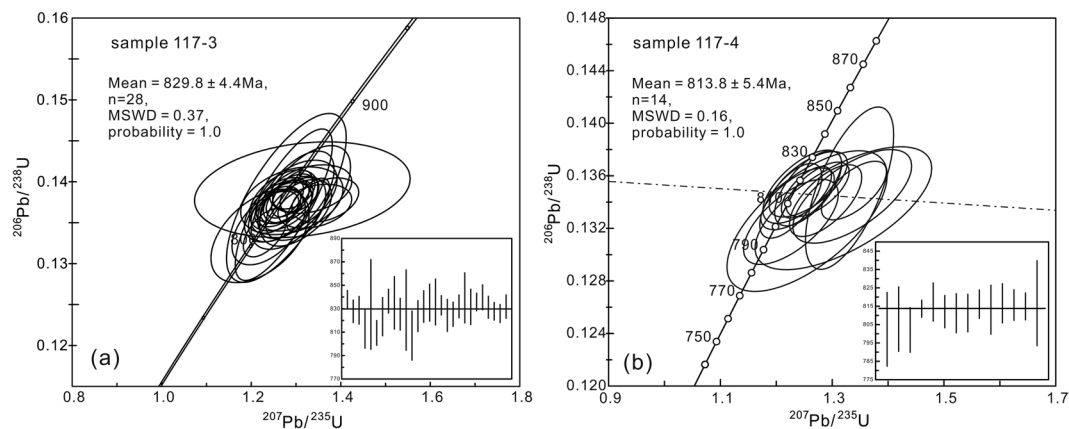 0.16
0.15
0.14
0.13
0.12
²⁰⁶Pb/²³⁸U
sample 117-3
Mean = 829.8 ± 4.4Ma,
n=28,
MSWD = 0.37,
probability = 1.0
900
(a)
890
870
850
830
810
790
770
0.8
1.0
1.2
1.4
1.6
1.8
²⁰⁷Pb/²³⁵U
0.148
0.144
0.140
0.136
0.132
0.128
0.124
0.120
²⁰⁶Pb/²³⁸U
sample 117-4
Mean = 813.8 ± 5.4Ma,
n=14,
MSWD = 0.16,
probability = 1.0
870
850
830
790
770
750
(b)
845
835
825
815
805
795
785
775
0.9
1.1
1.3
1.5
1.7
²⁰⁷Pb/²³⁵U